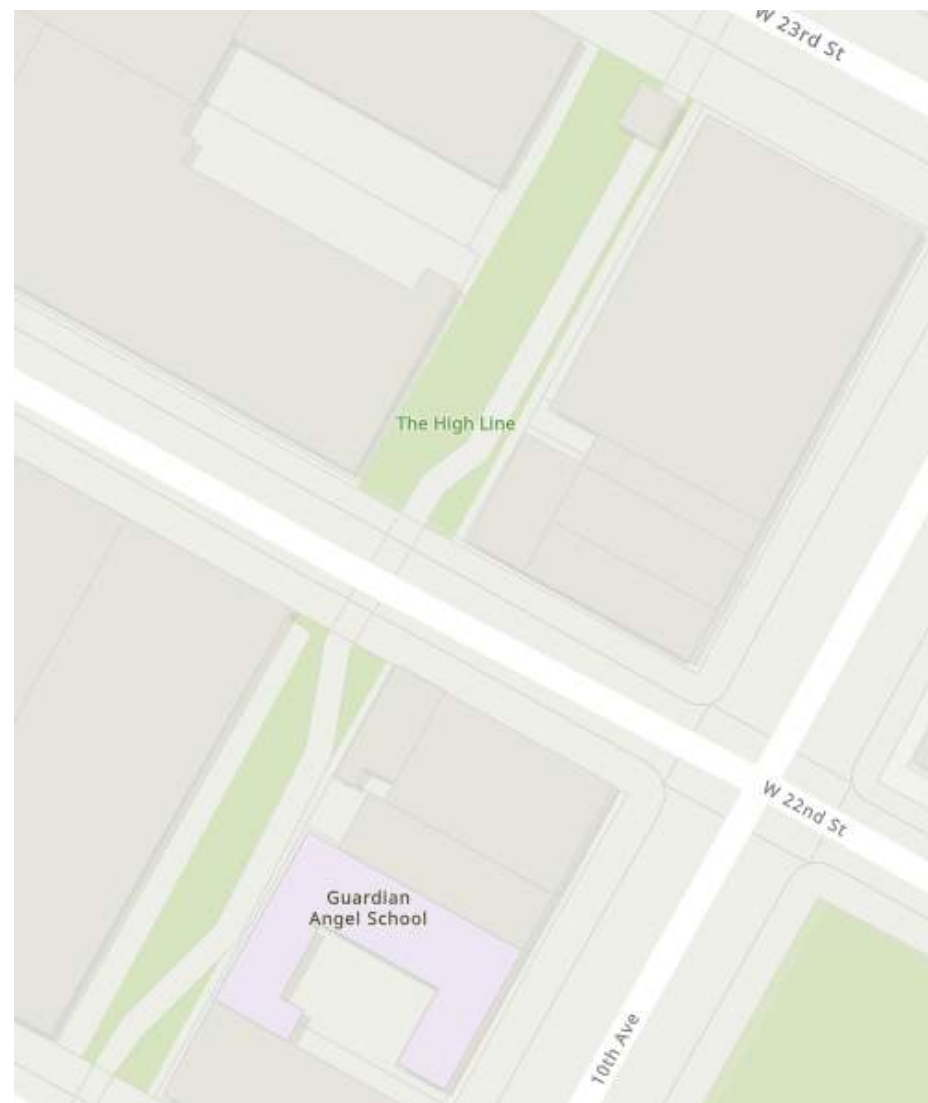 W 23rd St
The High Line
W 22nd St
Guardian
Angel School
10th Ave